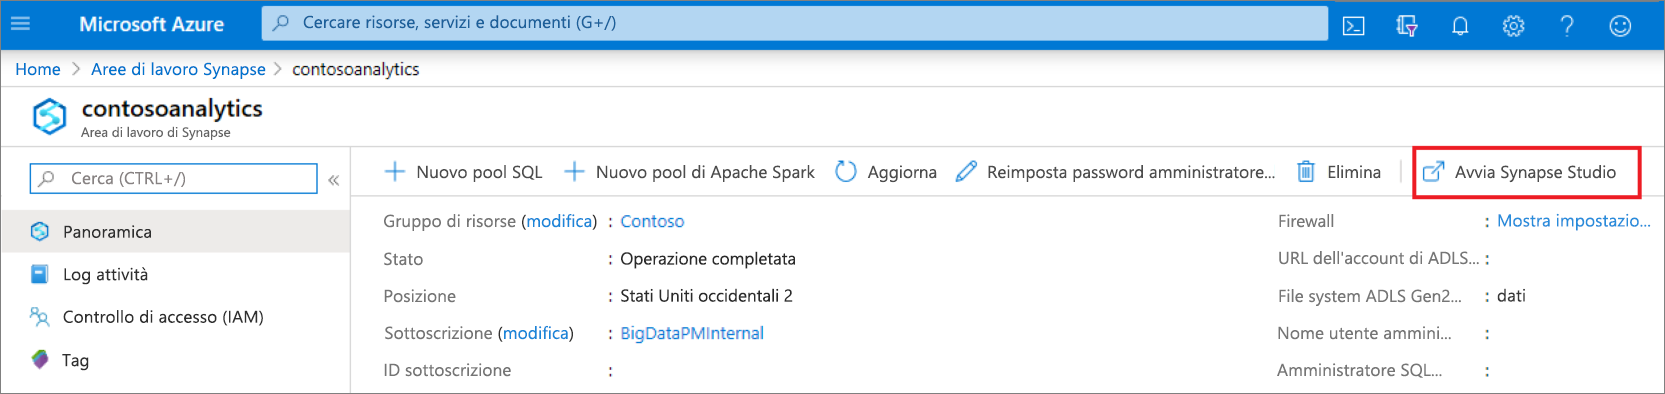 Microsoft Azure
Cercare risorse, servizi e documenti (G+/)
Home > Aree di lavoro Synapse > contosoanalytics
contosoanalytics
Area di lavoro di Synapse
Cerca (CTRL+/)
«
Nuovo pool SQL
Nuovo pool di Apache Spark
Aggiorna
Reimposta password amministratore...
Elimina
Avvia Synapse Studio
Panoramica
Log attività
Controllo di accesso (IAM)
Tag
Gruppo di risorse (modifica) : Contoso
Stato : Operazione completata
Posizione : Stati Uniti occidentali 2
Sottoscrizione (modifica) : BigDataPMInternal
ID sottoscrizione :
Firewall : Mostra impostazio...
URL dell'account di ADLS... :
File system ADLS Gen2... : dati
Nome utente ammini... :
Amministratore SQL... :